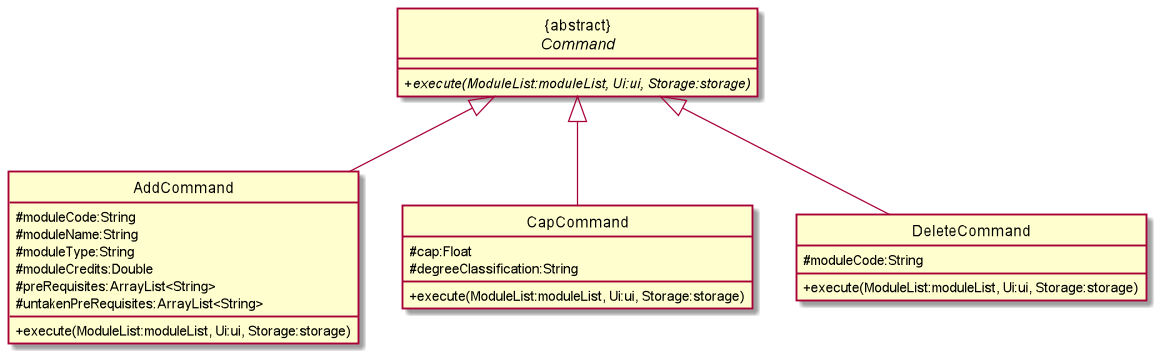 {abstract}
Command
+execute(ModuleList:moduleList, Ui:ui, Storage:storage)
AddCommand
#moduleCode:String
#moduleName:String
#moduleType:String
#moduleCredits:Double
#preRequisites:ArrayList<String>
#untakenPreRequisites:ArrayList<String>
+execute(ModuleList:moduleList, Ui:ui, Storage:storage)
CapCommand
#cap:Float
#degreeClassification:String
+execute(ModuleList:moduleList, Ui:ui, Storage:storage)
DeleteCommand
#moduleCode:String
+execute(ModuleList:moduleList, Ui:ui, Storage:storage)